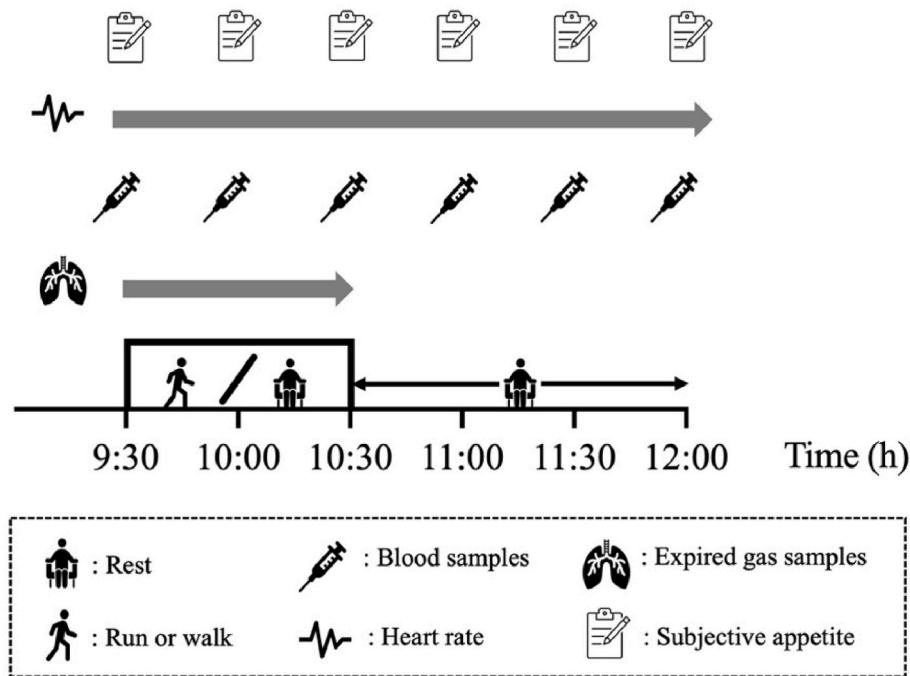 9:30 10:00 10:30 11:00 11:30 12:00 Time (h)
: Rest : Blood samples : Expired gas samples
: Run or walk : Heart rate : Subjective appetite